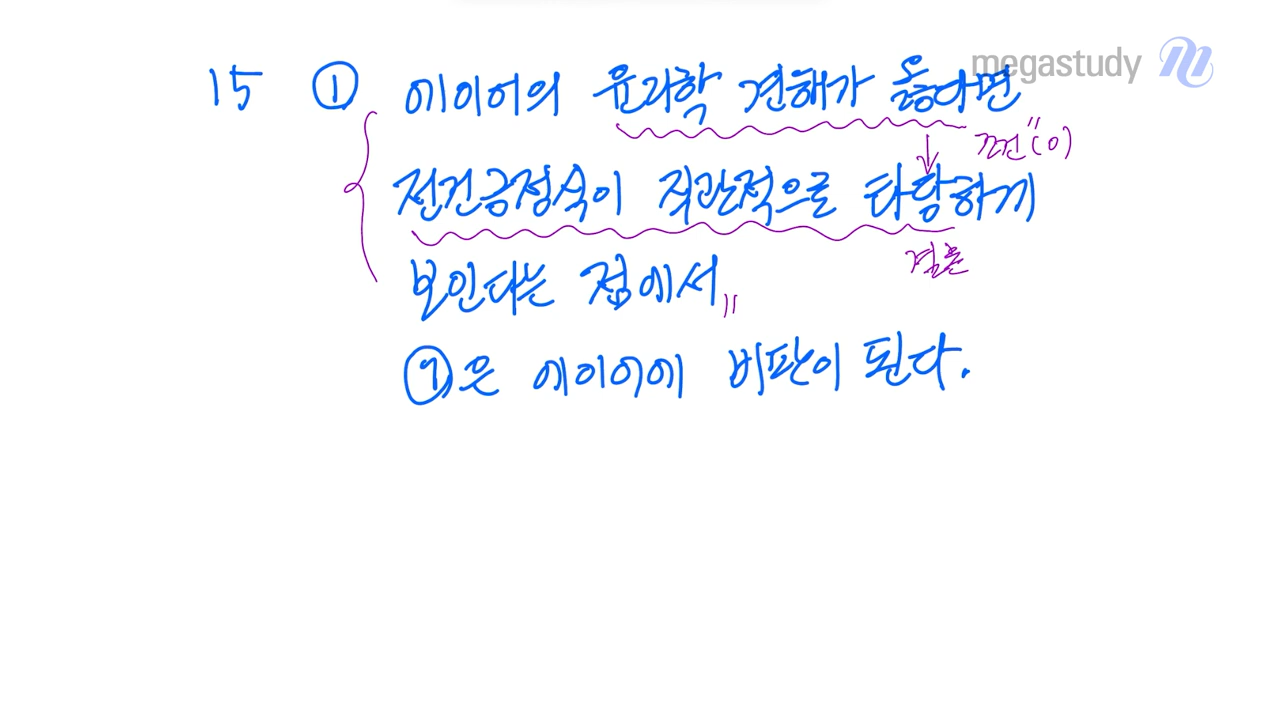 megastudy
15 ① 에이어의 윤리학 견해가 옳다면
조건"(0)
전건긍정식이 직관적으로 타당하게
결론
보인다는 점에서
㉠은 에이어에 비판이 된다.